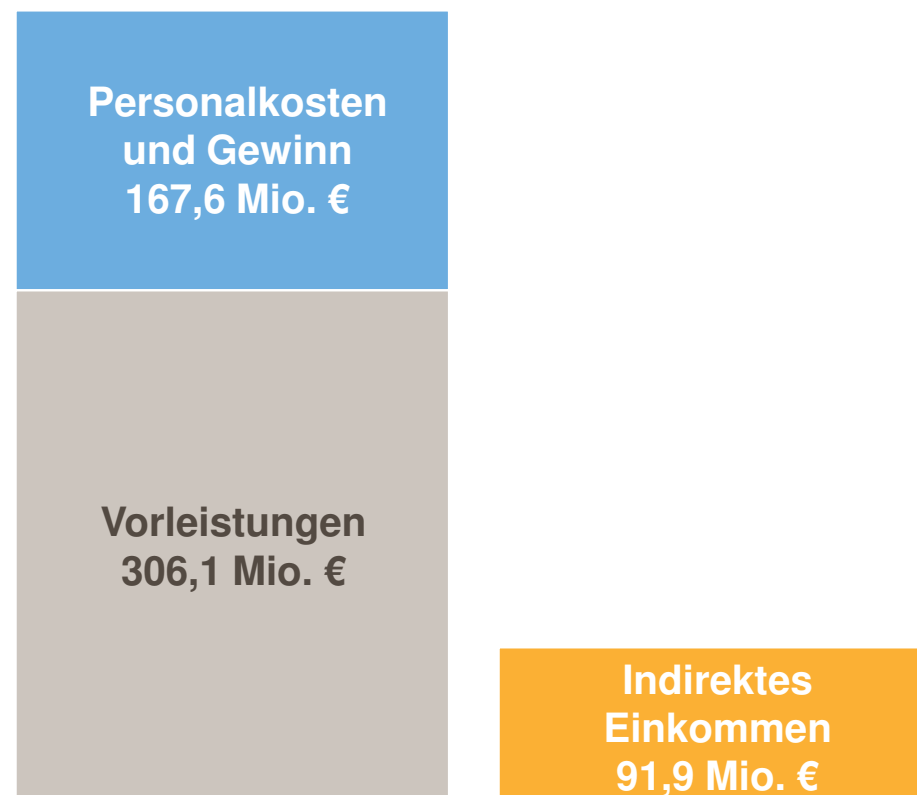 Personalkosten
und Gewinn
167,6 Mio. €
Vorleistungen
306,1 Mio. €
Indirektes
Einkommen
91,9 Mio. €